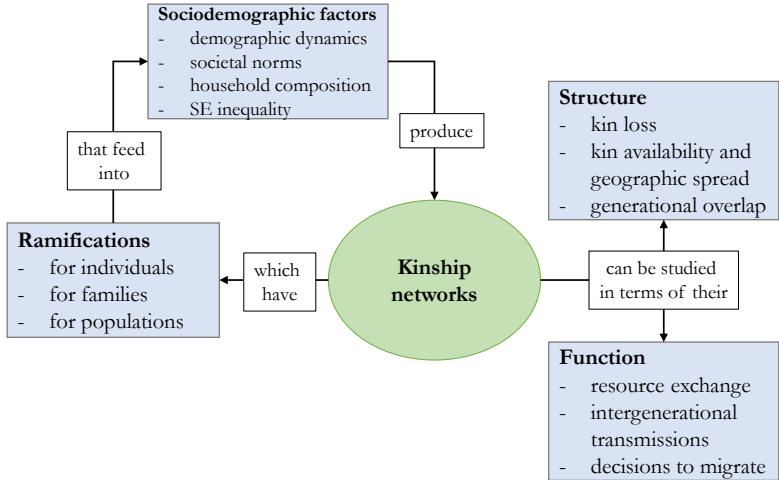 Sociodemographic factors
- demographic dynamics
- societal norms
- household composition
- SE inequality
produce
that feed
into
Structure
- kin loss
- kin availability and
geographic spread
- generational overlap
Ramifications
- for individuals
- for families
- for populations
which
have
Kinship
networks
can be studied
in terms of their
Function
- resource exchange
- intergenerational
transmissions
- decisions to migrate